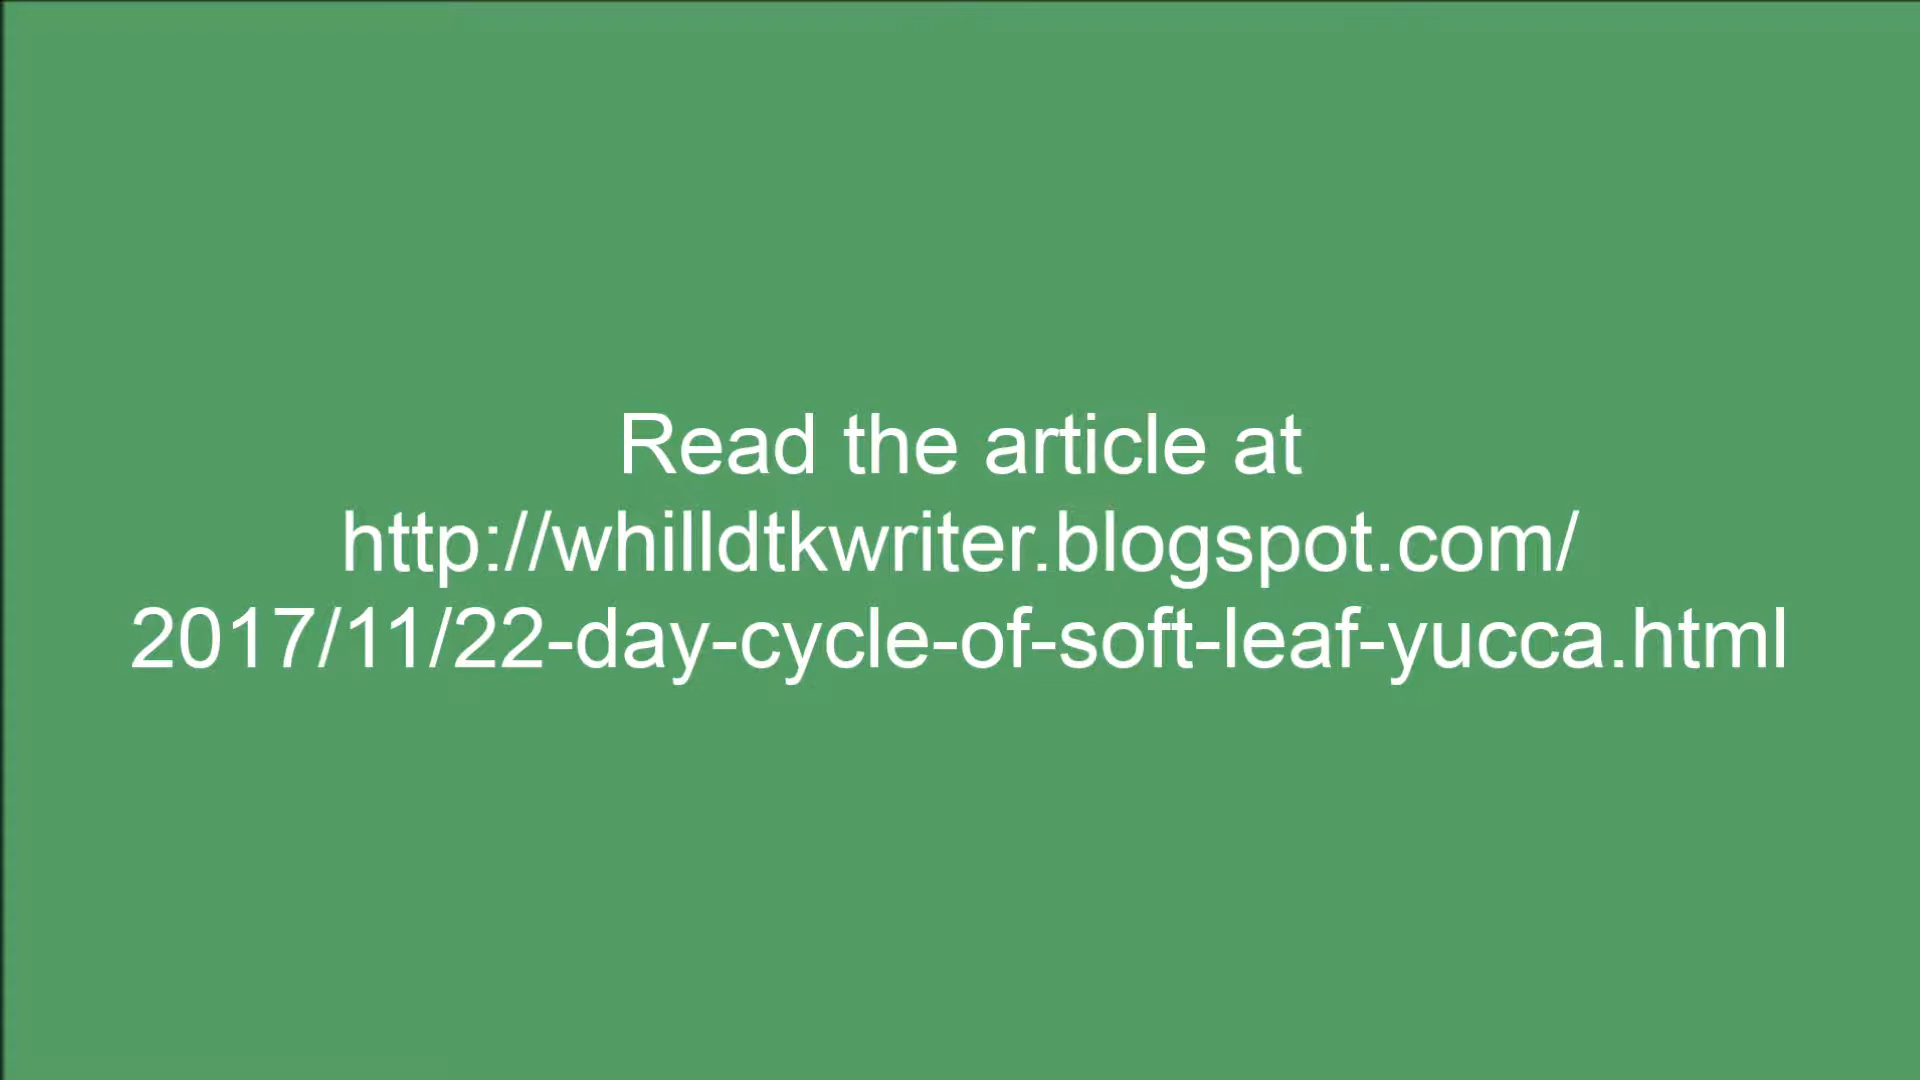 Read the article at
http://whilldtkwriter.blogspot.com/
2017/11/22-day-cycle-of-soft-leaf-yucca.html